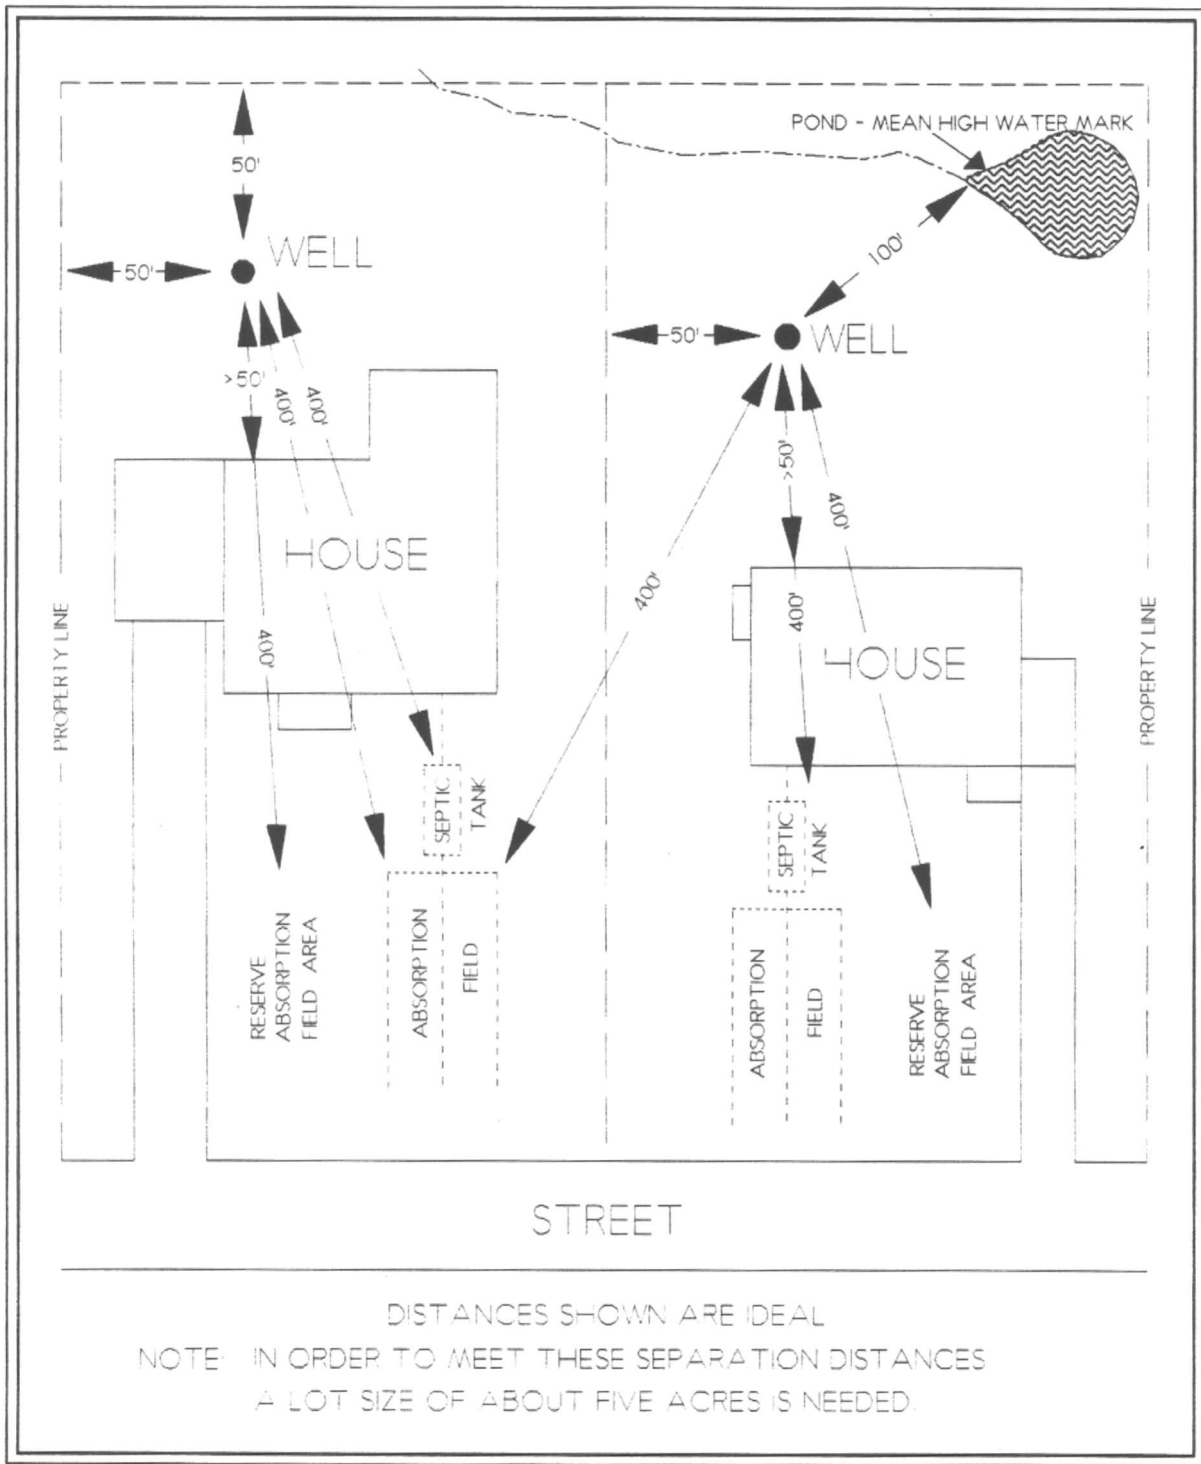 POND - MEAN HIGH WATER MARK
50'
50'
WELL
100'
50'
WELL
>50'
400'
400'
>50'
400'
HOUSE
400'
400'
400'
HOUSE
PROPERTY LINE
PROPERTY LINE
SEPTIC
TANK
SEPTIC
TANK
RESERVE
ABSORPTION
FIELD AREA
ABSORPTION
FIELD
ABSORPTION
FIELD
RESERVE
ABSORPTION
FIELD AREA
STREET
DISTANCES SHOWN ARE IDEAL
NOTE: IN ORDER TO MEET THESE SEPARATION DISTANCES
A LOT SIZE OF ABOUT FIVE ACRES IS NEEDED.